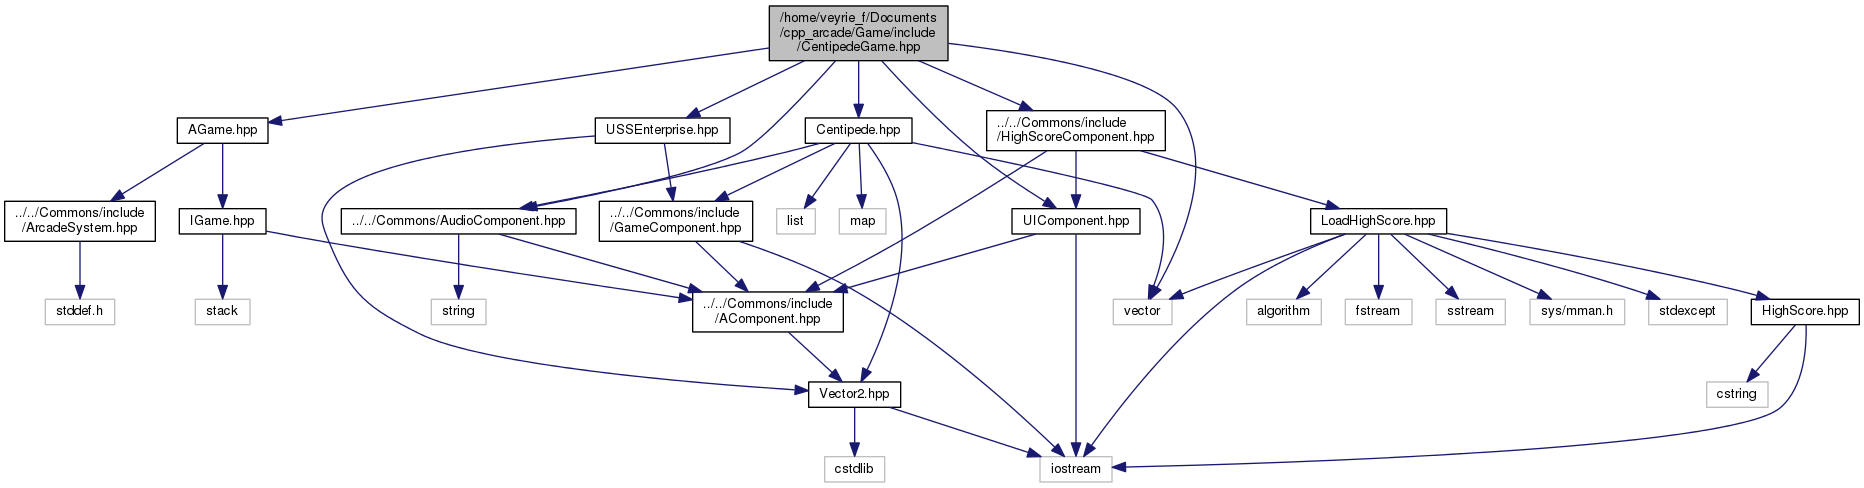 /home/veyrie_f/Documents
/cpp_arcade/Game/include
/CentipedeGame.hpp
AGame.hpp
USSEnterprise.hpp
Centipede.hpp
../../Commons/include
/HighScoreComponent.hpp
../../Commons/include
/ArcadeSystem.hpp
IGame.hpp
../../Commons/AudioComponent.hpp
../../Commons/include
/GameComponent.hpp
list
map
UIComponent.hpp
LoadHighScore.hpp
stddef.h
stack
string
../../Commons/include
/AComponent.hpp
vector
algorithm
fstream
sstream
sys/mman.h
stdexcept
HighScore.hpp
Vector2.hpp
cstring
cstdlib
iostream